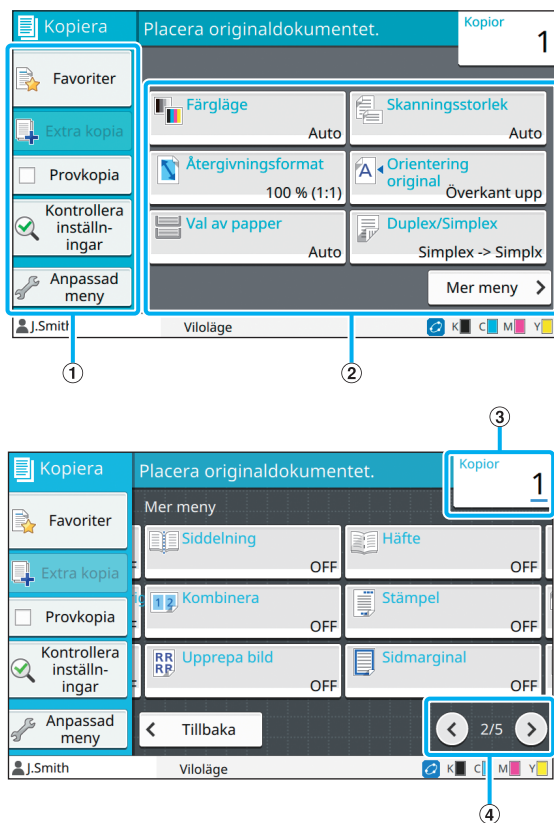 Kopiera
Placera originaldokumentet.
Kopior
1
Favoriter
Extra kopia
Provkopia
Kontrollera
inställn-
ingar
Anpassad
meny
Färgläge
Auto
Skanningsstorlek
Auto
Återgivningsformat
100 % (1:1)
Orientering
original
Överkant upp
Val av papper
Auto
Duplex/Simplex
Simplex -> Simplx
Mer meny
J.Smith
Viloläge
K
C
M
Y
1
2
3
Kopiera
Placera originaldokumentet.
Kopior
1
Favoriter
Extra kopia
Provkopia
Kontrollera
inställn-
ingar
Anpassad
meny
Mer meny
Siddelning
OFF
Häfte
OFF
Kombinera
OFF
Stämpel
OFF
Upprepa bild
OFF
Sidmarginal
OFF
Tillbaka
2/5
J.Smith
Viloläge
K
C
M
Y
4